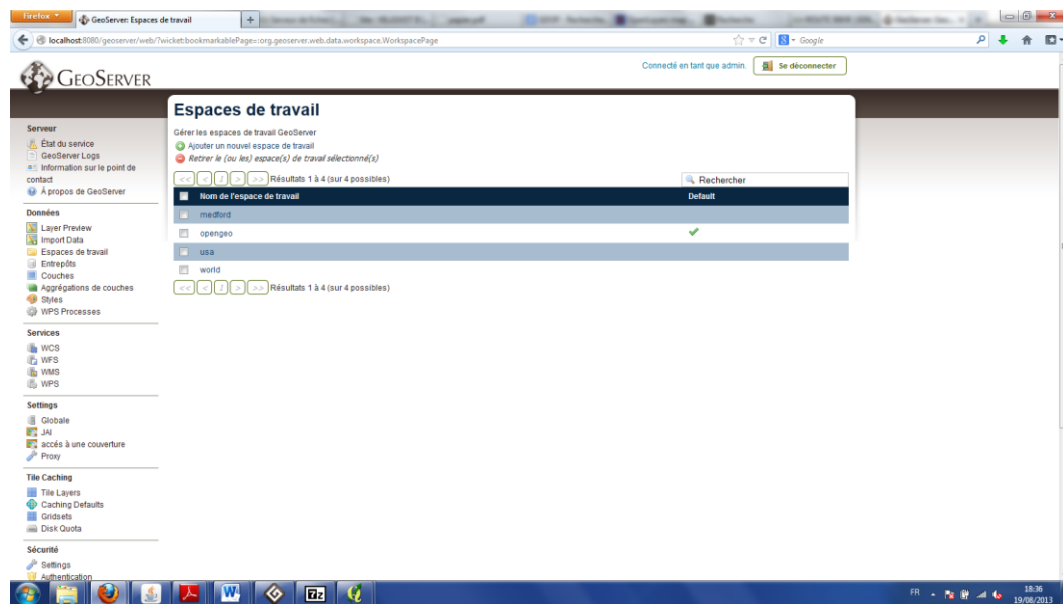 Firefox
GeoServer: Espaces de travail
localhost:8080/geoserver/web/?wicket:bookmarkablePage=:org.geoserver.web.data.workspace.WorkspacePage
Google
GEOSERVER
Connecté en tant que admin.
Se déconnecter
Espaces de travail
Gérer les espaces de travail GeoServer
Ajouter un nouvel espace de travail
Retirer le (ou les) espace(s) de travail sélectionné(s)
<< < 1 > >> Résultats 1 à 4 (sur 4 possibles)
Rechercher
Nom de l'espace de travail
Default
medford
opengeo
usa
world
<< < 1 > >> Résultats 1 à 4 (sur 4 possibles)
Serveur
État du service
GeoServer Logs
Information sur le point de
contact
À propos de GeoServer
Données
Layer Preview
Import Data
Espaces de travail
Entrepôts
Couches
Aggrégations de couches
Styles
WPS Processes
Services
WCS
WFS
WMS
WPS
Settings
Globale
JAI
accés à une couverture
Proxy
Tile Caching
Tile Layers
Caching Defaults
Gridsets
Disk Quota
Sécurité
Settings
Authentication
FR
18:36
19/08/2013